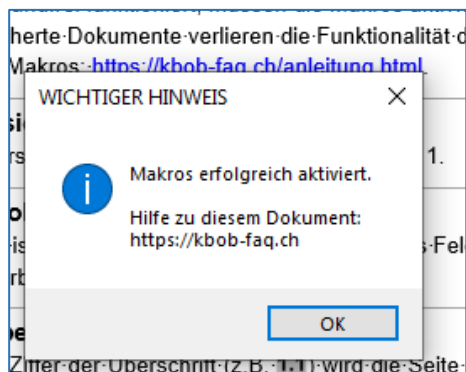 herte·Dokumente·verlieren·die·Funktionalität·d
Makros:·https://kbob-faq.ch/anleitung.html
WICHTIGER HINWEIS
1.
Makros erfolgreich aktiviert.
Hilfe zu diesem Dokument:
https://kbob-faq.ch
OK
Ziffer·der·Überschrift·(z.B.·1.1)·wird·die·Seite·